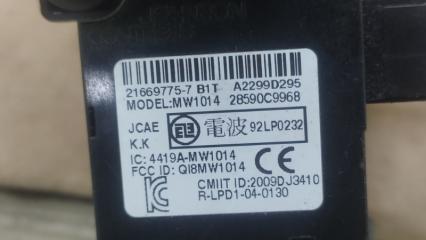 21669775-7 B1T A2299D295
MODEL:MW1014 28590C9968
JCAE 電波 92LP0232
K.K
IC: 4419A-MW1014
FCC ID: QI8MW1014 CE
CMIIT ID:2009DJ3410
R-LPD1-04-0130